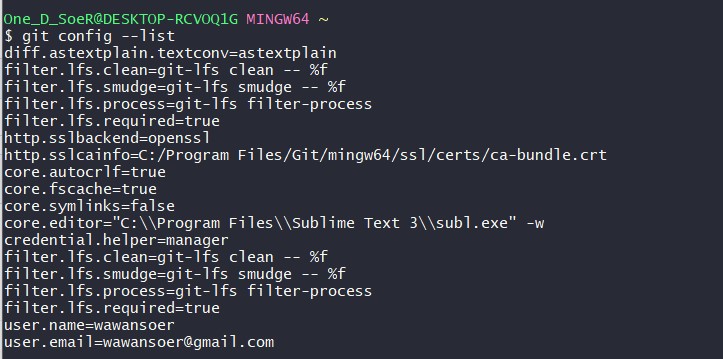 One_D_SoeR@DESKTOP-RCVOQ1G MINGW64 ~
$ git config --list
diff.astextplain.textconv=astextplain
filter.lfs.clean=git-lfs clean -- %f
filter.lfs.smudge=git-lfs smudge -- %f
filter.lfs.process=git-lfs filter-process
filter.lfs.required=true
http.sslbackend=openssl
http.sslcainfo=C:/Program Files/Git/mingw64/ssl/certs/ca-bundle.crt
core.autocrlf=true
core.fscache=true
core.symlinks=false
core.editor="C:\\Program Files\\Sublime Text 3\\subl.exe" -w
credential.helper=manager
filter.lfs.clean=git-lfs clean -- %f
filter.lfs.smudge=git-lfs smudge -- %f
filter.lfs.process=git-lfs filter-process
filter.lfs.required=true
user.name=wawansoer
user.email=wawansoer@gmail.com